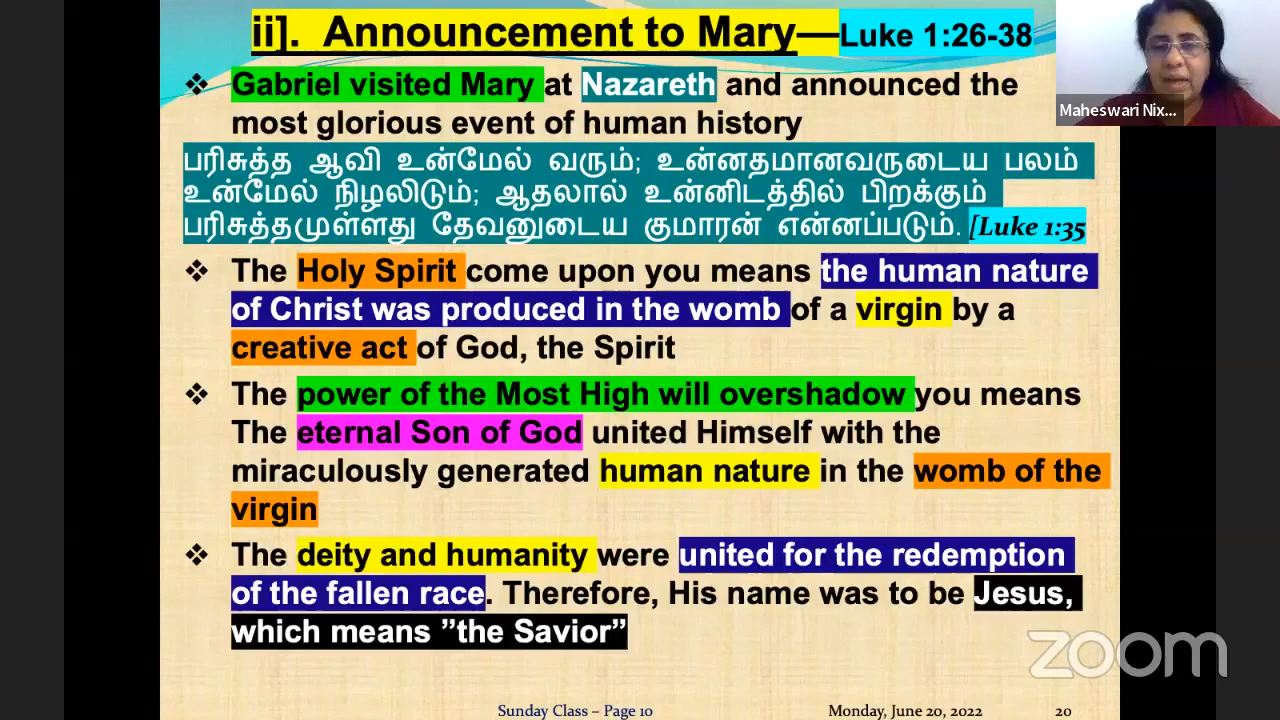 ii].  Announcement to Mary—Luke 1:26-38
❖ Gabriel visited Mary at Nazareth and announced the
most glorious event of human history
பரிசுத்த ஆவி உன்மேல் வரும்; உன்னதமானவருடைய பலம்
உன்மேல் நிழலிடும்; ஆதலால் உன்னிடத்தில் பிறக்கும்
பரிசுத்தமுள்ளது தேவனுடைய குமாரன் என்னப்படும். [Luke 1:35
❖ The Holy Spirit come upon you means the human nature
of Christ was produced in the womb of a virgin by a
creative act of God, the Spirit
❖ The power of the Most High will overshadow you means
The eternal Son of God united Himself with the
miraculously generated human nature in the womb of the
virgin
❖ The deity and humanity were united for the redemption
of the fallen race. Therefore, His name was to be Jesus,
which means ”the Savior”
Sunday Class – Page 10 Monday, June 20, 2022 20
Maheswari Nix...
zoom